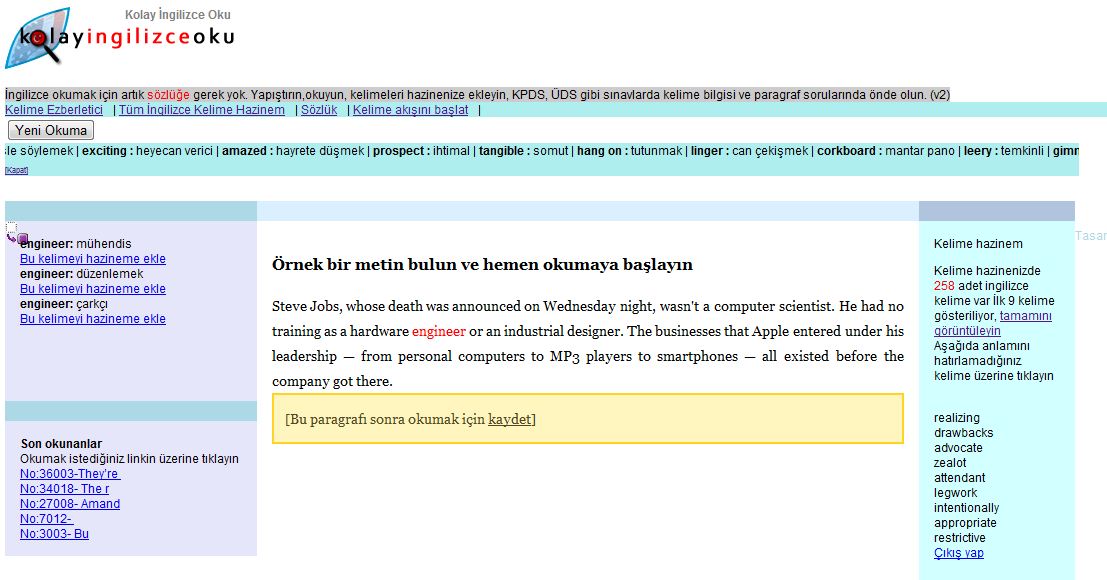 Kolay İngilizce Oku
kolayingilizceoku
İngilizce okumak için artık sözlüğe gerek yok. Yapıştırın,okuyun, kelimeleri hazinenize ekleyin, KPDS, ÜDS gibi sınavlarda kelime bilgisi ve paragraf sorularında önde olun. (v2)
Kelime Ezberletici | Tüm İngilizce Kelime Hazinem | Sözlük | Kelime akışını başlat |
Yeni Okuma
söylemek | exciting : heyecan verici | amazed : hayrete düşmek | prospect : ihtimal | tangible : somut | hang on : tutunmak | linger : can çekişmek | corkboard : mantar pano | leery : temkinli |
[Kapat]
engineer: mühendis
Bu kelimeyi hazineme ekle
engineer: düzenlemek
Bu kelimeyi hazineme ekle
engineer: çarkçı
Bu kelimeyi hazineme ekle
Son okunanlar
Okumak istediğiniz linkin üzerine tıklayın
No:36003-They're
No:34018- The r
No:27008- Amand
No:7012-
No:3003- Bu
Örnek bir metin bulun ve hemen okumaya başlayın
Steve Jobs, whose death was announced on Wednesday night, wasn't a computer scientist. He had no
training as a hardware engineer or an industrial designer. The businesses that Apple entered under his
leadership — from personal computers to MP3 players to smartphones — all existed before the
company got there.
[Bu paragrafı sonra okumak için kaydet]
Kelime hazinem
Kelime hazinenizde
258 adet ingilizce
kelime var İlk 9 kelime
gösteriliyor, tamamını
görüntüleyin
Aşağıda anlamını
hatırlamadığınız
kelime üzerine tıklayın
realizing
drawbacks
advocate
zealot
attendant
legwork
intentionally
appropriate
restrictive
Çıkış yap
Tasar